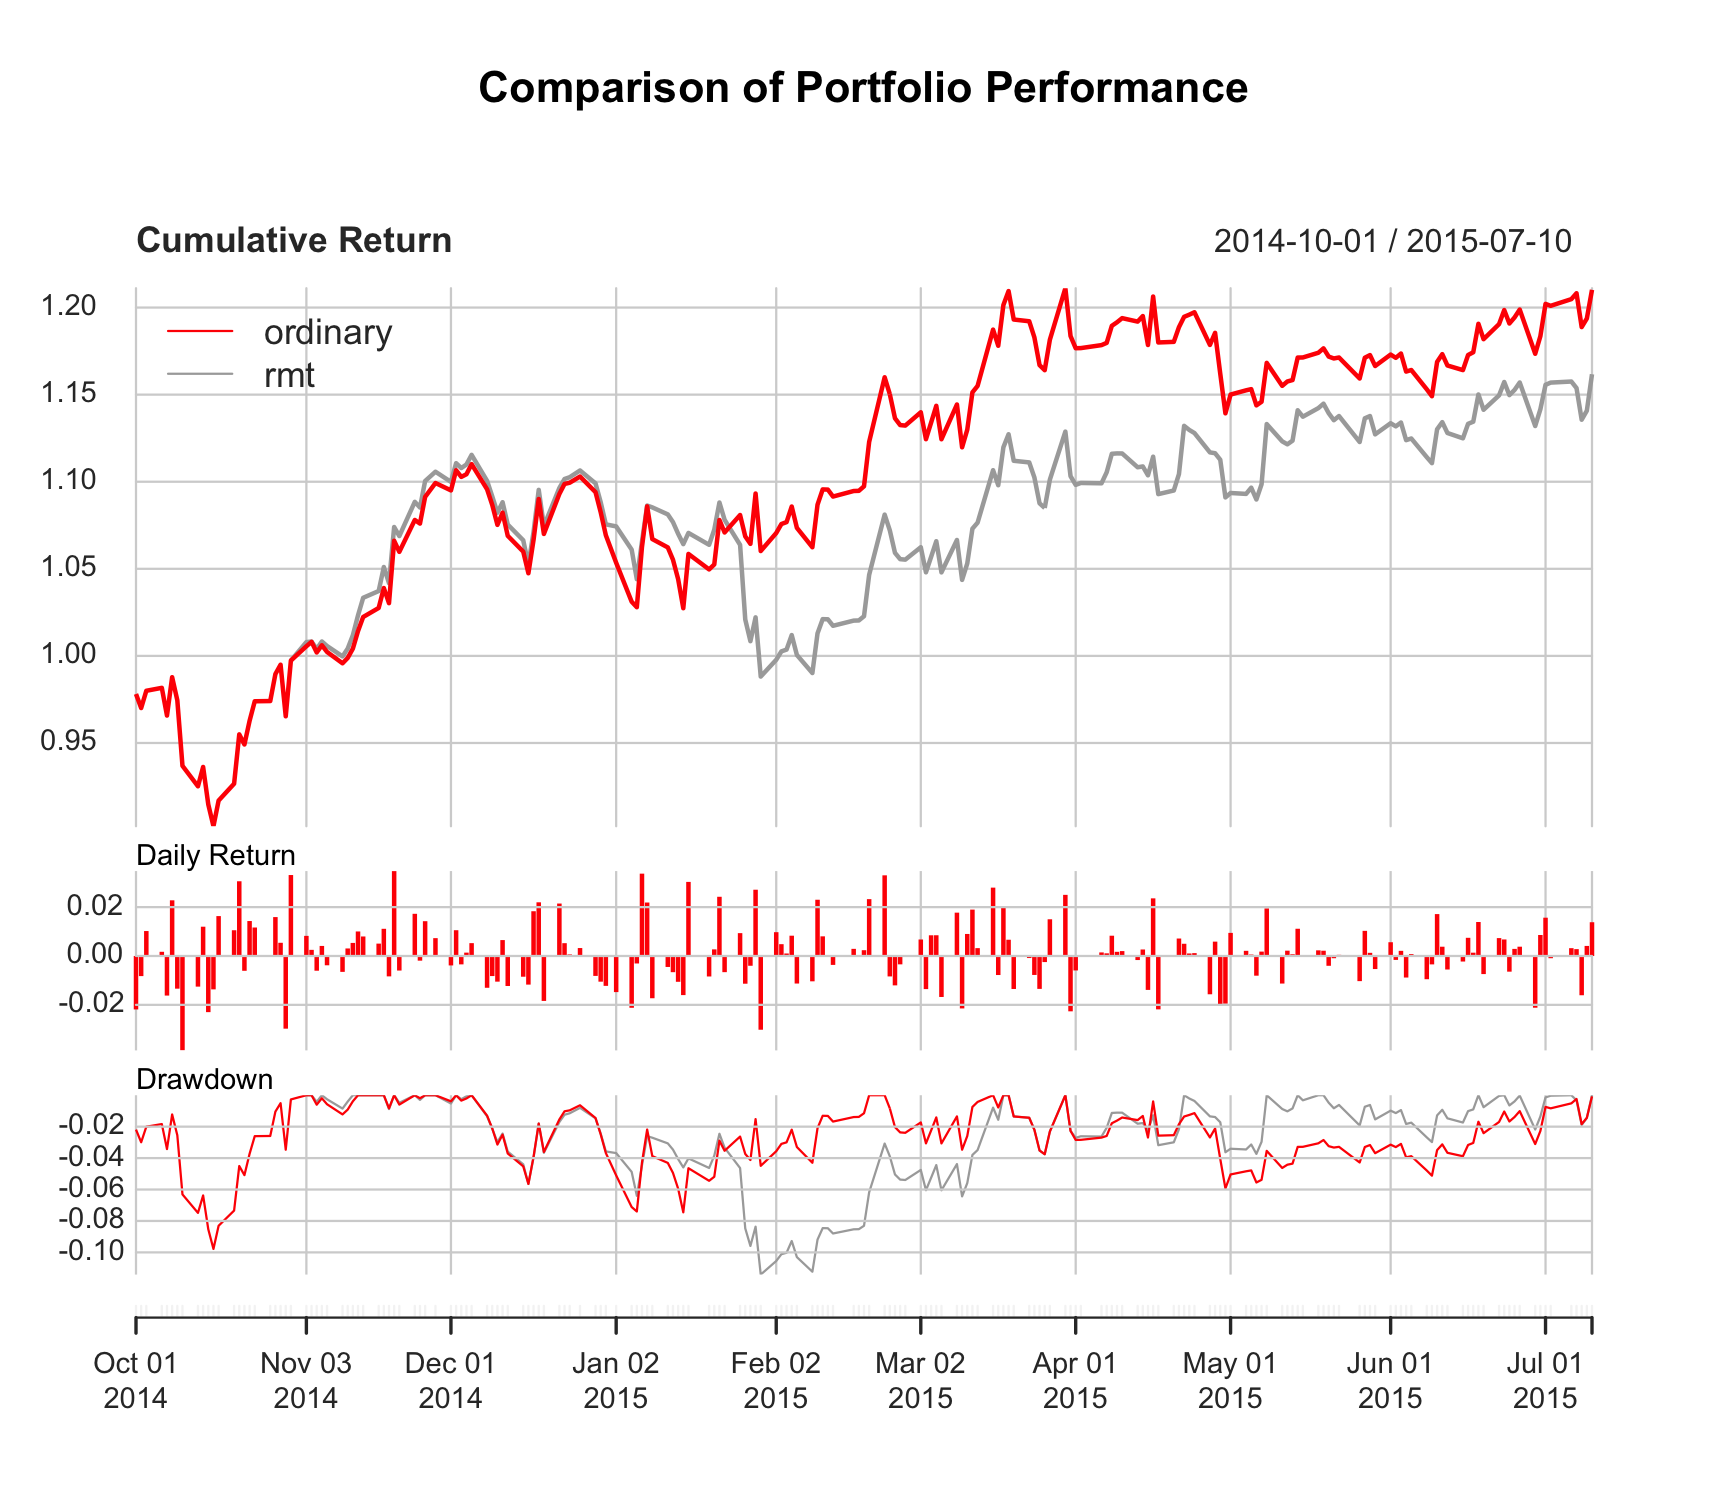 Comparison of Portfolio Performance
Cumulative Return
2014-10-01 / 2015-07-10
ordinary
rmt
1.20
1.15
1.10
1.05
1.00
0.95
Daily Return
0.02
0.00
-0.02
Drawdown
-0.02
-0.04
-0.06
-0.08
-0.10
Oct 01 Nov 03 Dec 01 Jan 02 Feb 02 Mar 02 Apr 01 May 01 Jun 01 Jul 01
2014 2014 2014 2015 2015 2015 2015 2015 2015 2015